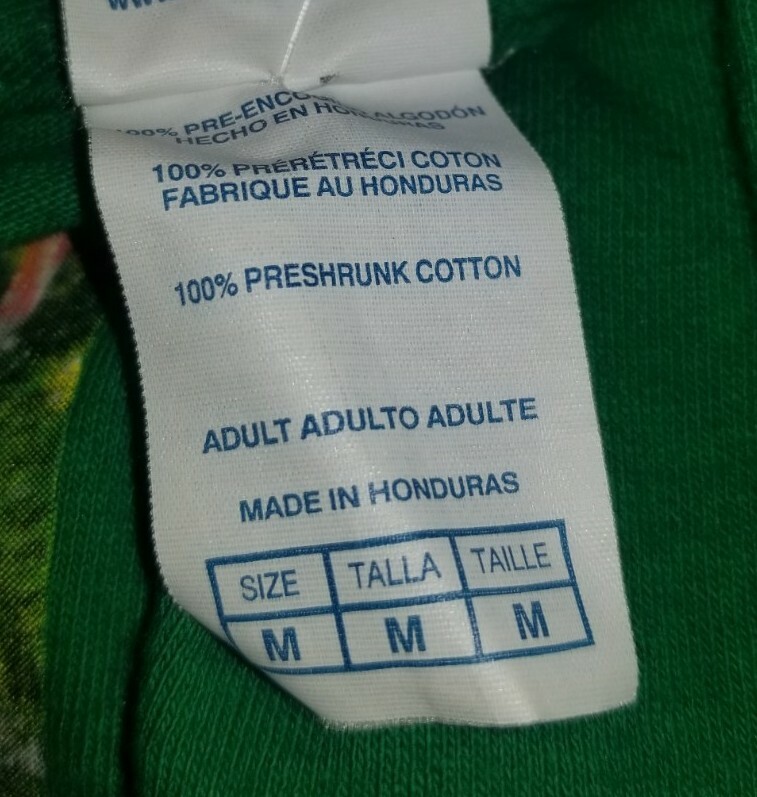 100% PRE-ENCO ALGODÓN
HECHO EN HONDURAS
100% PRÉRÉTRÉCI COTON
FABRIQUE AU HONDURAS
100% PRESHRUNK COTTON
ADULT ADULTO ADULTE
MADE IN HONDURAS
SIZE TALLA TAILLE
M M M